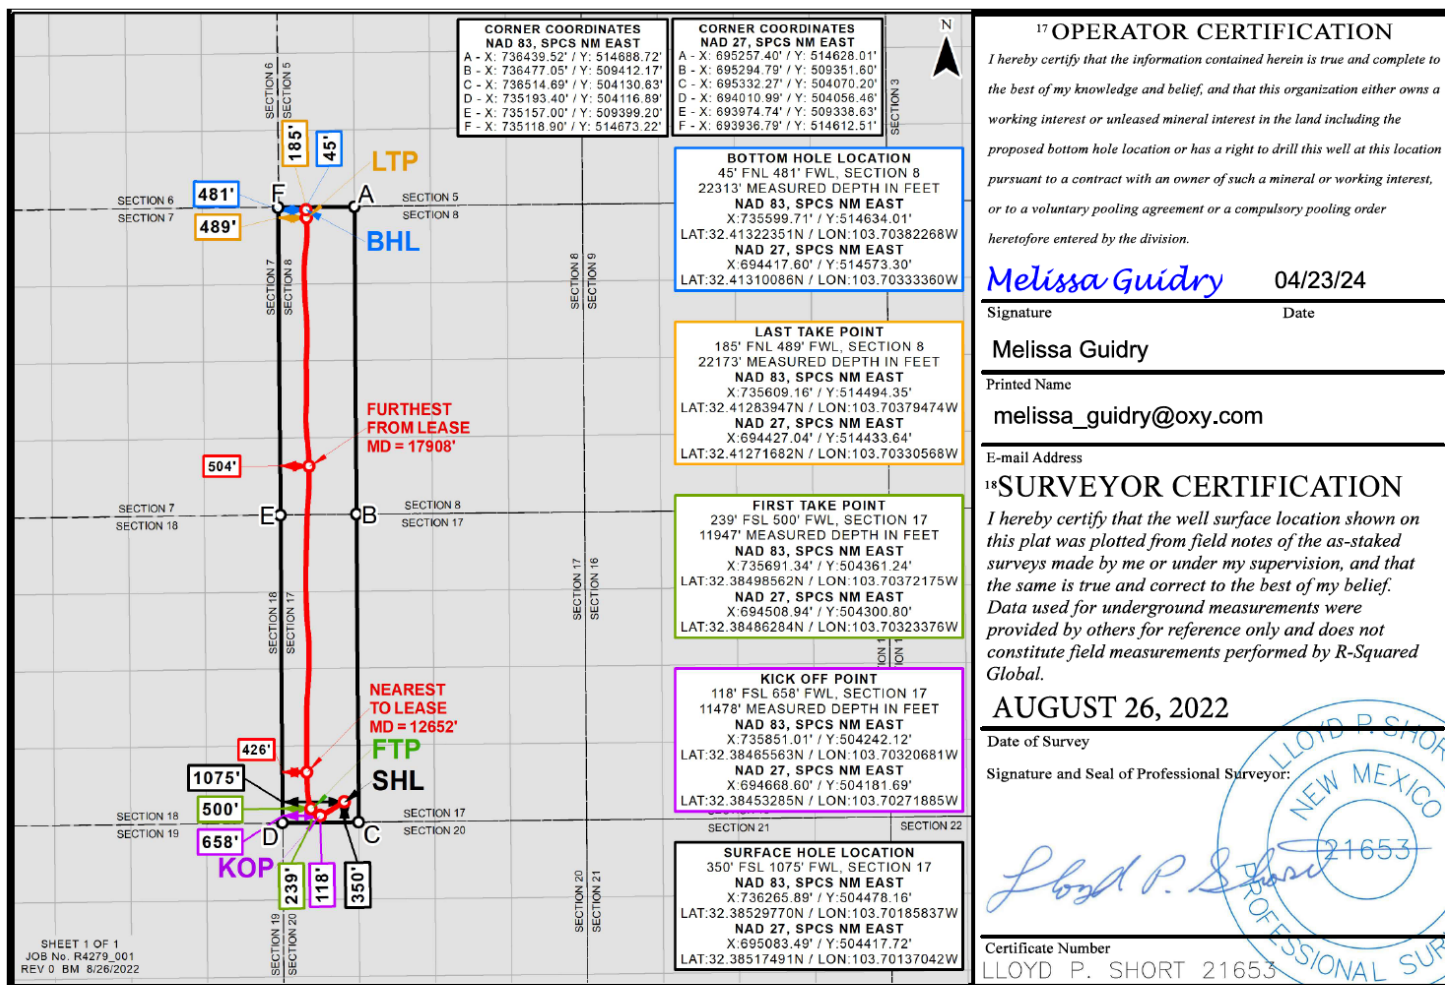 CORNER COORDINATES
NAD 83, SPCS NM EAST
A - X: 736439.52' / Y: 514688.72'
B - X: 736477.05' / Y: 509412.17'
C - X: 736514.69' / Y: 504130.63'
D - X: 735193.40' / Y: 504116.89'
E - X: 735157.00' / Y: 509399.20'
F - X: 735118.90' / Y: 514673.22'
CORNER COORDINATES
NAD 27, SPCS NM EAST
A - X: 695257.40' / Y: 514628.01'
B - X: 695294.79' / Y: 509351.60'
C - X: 695332.27' / Y: 504070.20'
D - X: 694010.99' / Y: 504056.46'
E - X: 693974.74' / Y: 509338.63'
F - X: 693936.79' / Y: 514612.51'
N
SECTION 6
SECTION 5
SECTION 3
185'
45'
LTP
481'
489'
F
A
BHL
SECTION 6
SECTION 7
SECTION 5
SECTION 8
SECTION 7
SECTION 8
SECTION 8
SECTION 9
BOTTOM HOLE LOCATION
45' FNL 481' FWL, SECTION 8
22313' MEASURED DEPTH IN FEET
NAD 83, SPCS NM EAST
X:735599.71' / Y:514634.01'
LAT:32.41322351N / LON:103.70382268W
NAD 27, SPCS NM EAST
X:694417.60' / Y:514573.30'
LAT:32.41310086N / LON:103.70333360W
LAST TAKE POINT
185' FNL 489' FWL, SECTION 8
22173' MEASURED DEPTH IN FEET
NAD 83, SPCS NM EAST
X:735609.16' / Y:514494.35'
LAT:32.41283947N / LON:103.70379474W
NAD 27, SPCS NM EAST
X:694427.04' / Y:514433.64'
LAT:32.41271682N / LON:103.70330568W
FURTHEST
FROM LEASE
MD = 17908'
504'
SECTION 7
SECTION 18
E
B
SECTION 8
SECTION 17
FIRST TAKE POINT
239' FSL 500' FWL, SECTION 17
11947' MEASURED DEPTH IN FEET
NAD 83, SPCS NM EAST
X:735691.34' / Y:504361.24'
LAT:32.38498562N / LON:103.70372175W
NAD 27, SPCS NM EAST
X:694508.94' / Y:504300.80'
LAT:32.38486284N / LON:103.70323376W
SECTION 18
SECTION 17
SECTION 17
SECTION 16
SECTION 1
SECTION 1
KICK OFF POINT
118' FSL 658' FWL, SECTION 17
11478' MEASURED DEPTH IN FEET
NAD 83, SPCS NM EAST
X:735851.01' / Y:504242.12'
LAT:32.38465563N / LON:103.70320681W
NAD 27, SPCS NM EAST
X:694668.60' / Y:504181.69'
LAT:32.38453285N / LON:103.70271885W
NEAREST
TO LEASE
MD = 12652'
426'
FTP
SHL
1075'
500'
658'
KOP
D
C
239'
118'
350'
SECTION 18
SECTION 19
SECTION 17
SECTION 20
SECTION 21
SECTION 22
SECTION 19
SECTION 20
SECTION 20
SECTION 21
SURFACE HOLE LOCATION
350' FSL 1075' FWL, SECTION 17
NAD 83, SPCS NM EAST
X:736265.89' / Y:504478.16'
LAT:32.38529770N / LON:103.70185837W
NAD 27, SPCS NM EAST
X:695083.49' / Y:504417.72'
LAT:32.38517491N / LON:103.70137042W
SHEET 1 OF 1
JOB No. R4279_001
REV 0 BM 8/26/2022
17 OPERATOR CERTIFICATION
I hereby certify that the information contained herein is true and complete to
the best of my knowledge and belief, and that this organization either owns a
working interest or unleased mineral interest in the land including the
proposed bottom hole location or has a right to drill this well at this location
pursuant to a contract with an owner of such a mineral or working interest,
or to a voluntary pooling agreement or a compulsory pooling order
heretofore entered by the division.
Melissa Guidry 04/23/24
Signature Date
Melissa Guidry
Printed Name
melissa_guidry@oxy.com
E-mail Address
18 SURVEYOR CERTIFICATION
I hereby certify that the well surface location shown on
this plat was plotted from field notes of the as-staked
surveys made by me or under my supervision, and that
the same is true and correct to the best of my belief.
Data used for underground measurements were
provided by others for reference only and does not
constitute field measurements performed by R-Squared
Global.
AUGUST 26, 2022
Date of Survey
Signature and Seal of Professional Surveyor:
Lloyd P. Short
LLOYD P. SHOR
NEW MEXICO
21653
PROFESSIONAL SUR
Certificate Number
LLOYD P. SHORT 21653